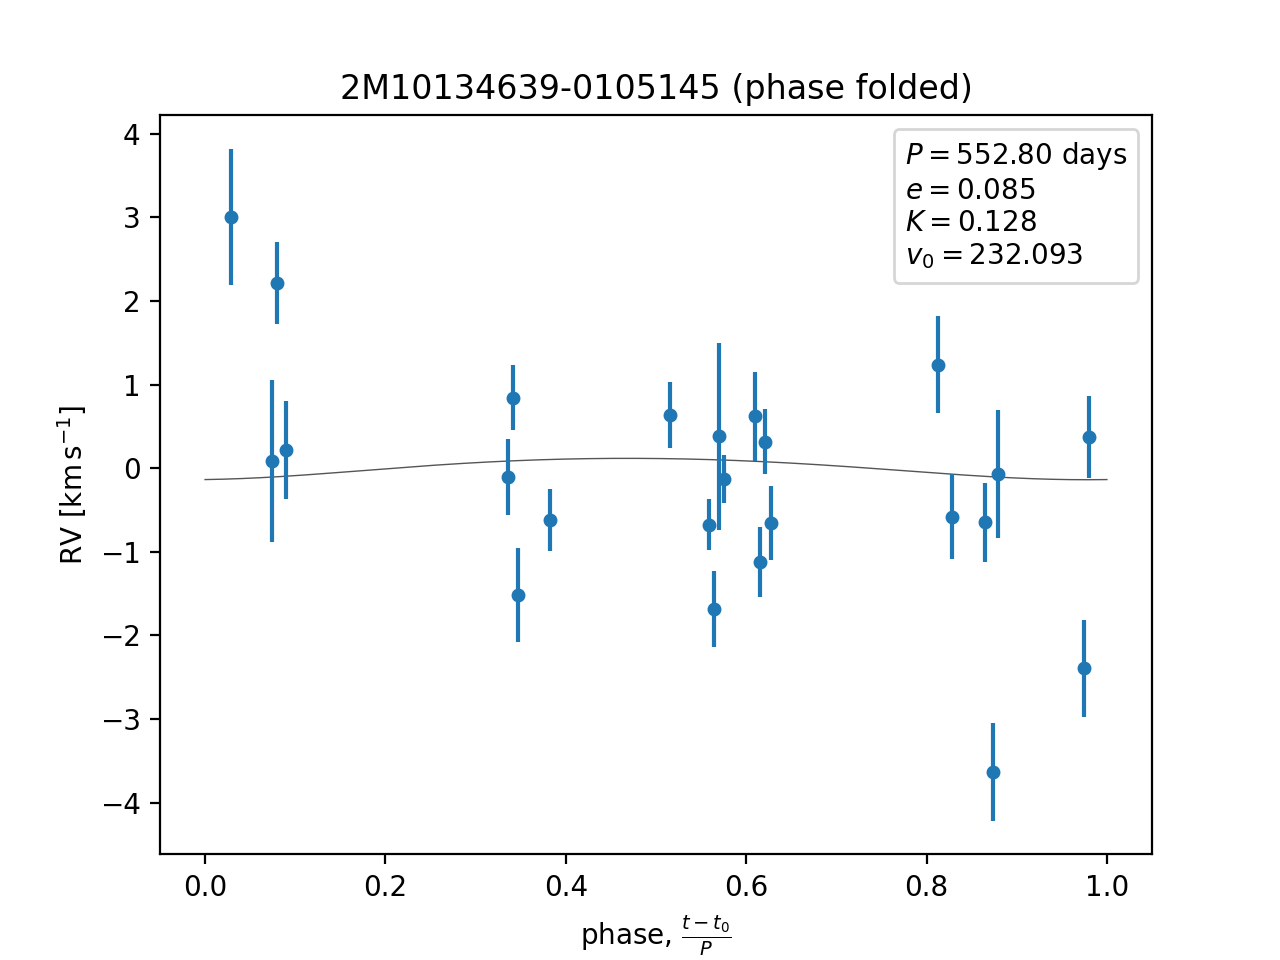 2M10134639-0105145 (phase folded)
P = 552.80 days
e = 0.085
K = 0.128
v₀ = 232.093
4
3
2
1
0
−1
−2
−3
−4
RV [km s⁻¹]
0.0 0.2 0.4 0.6 0.8 1.0
phase, (t − t₀)/P